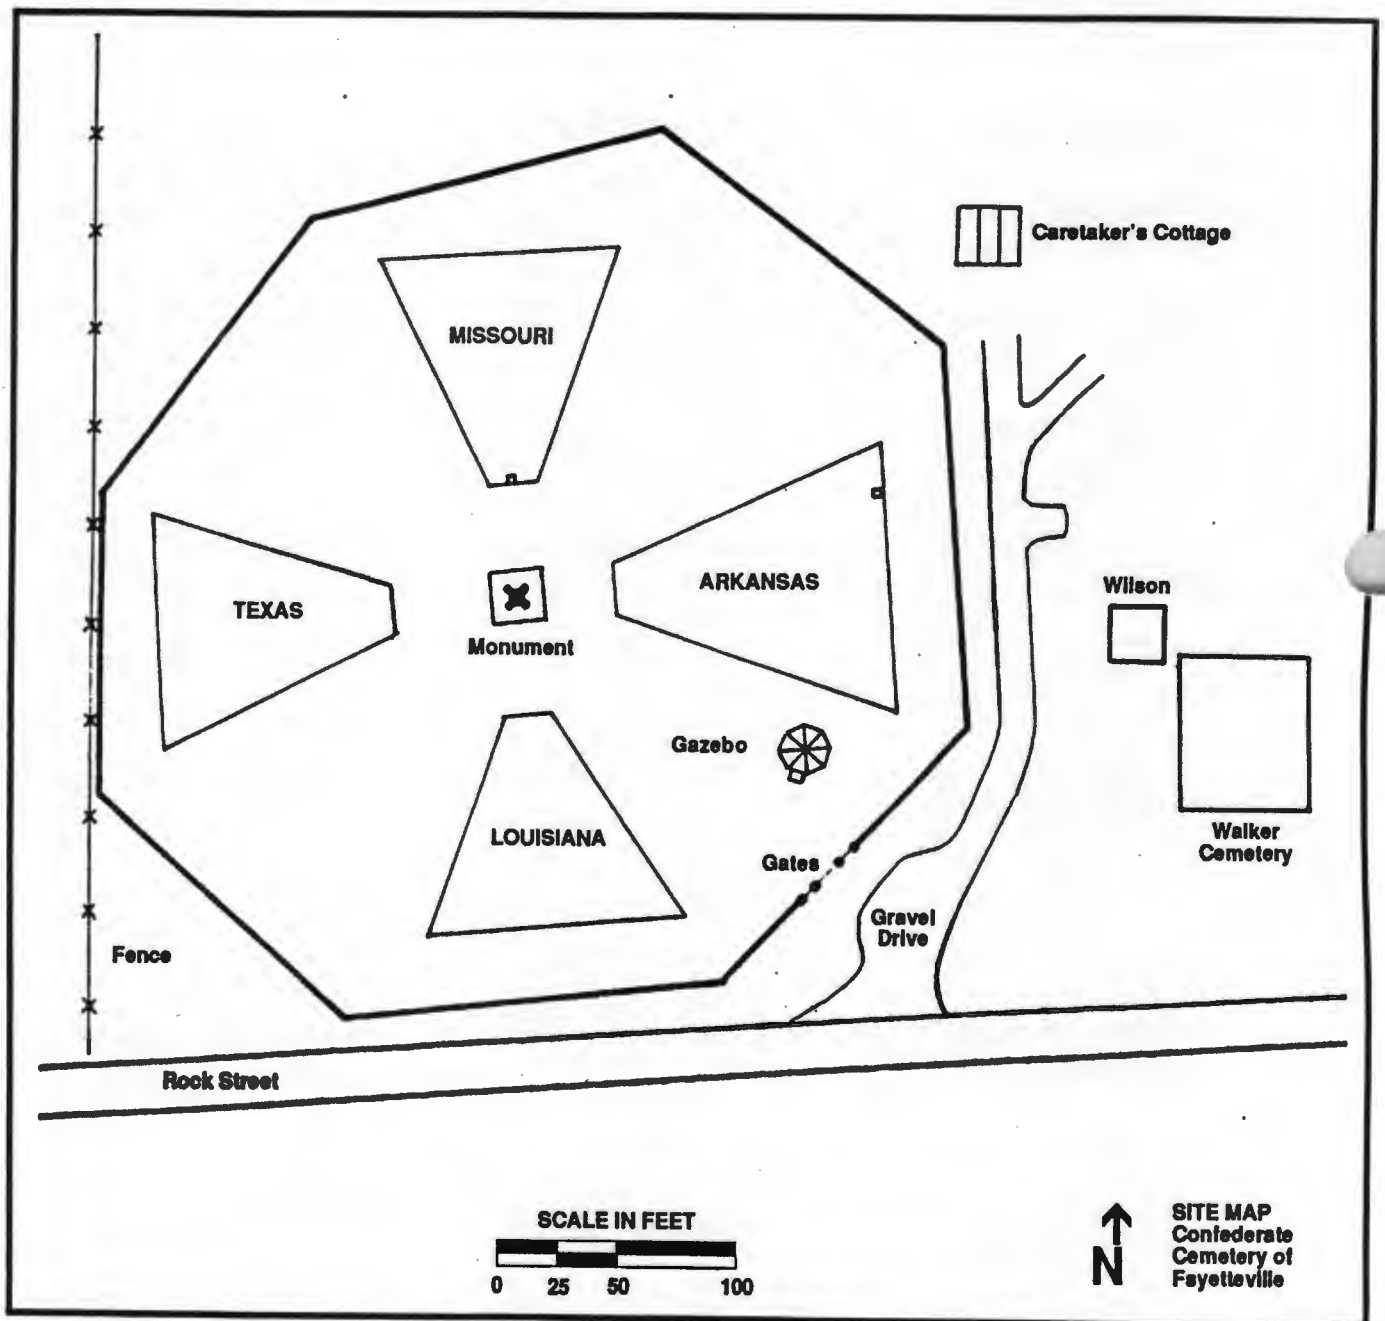 Caretaker's Cottage
MISSOURI
ARKANSAS
Wilson
TEXAS
Monument
Gazebo
LOUISIANA
Walker
Cemetery
Gates
Gravel
Drive
Fence
Rock Street
SCALE IN FEET
0 25 50 100
N
SITE MAP
Confederate
Cemetery of
Fayetteville